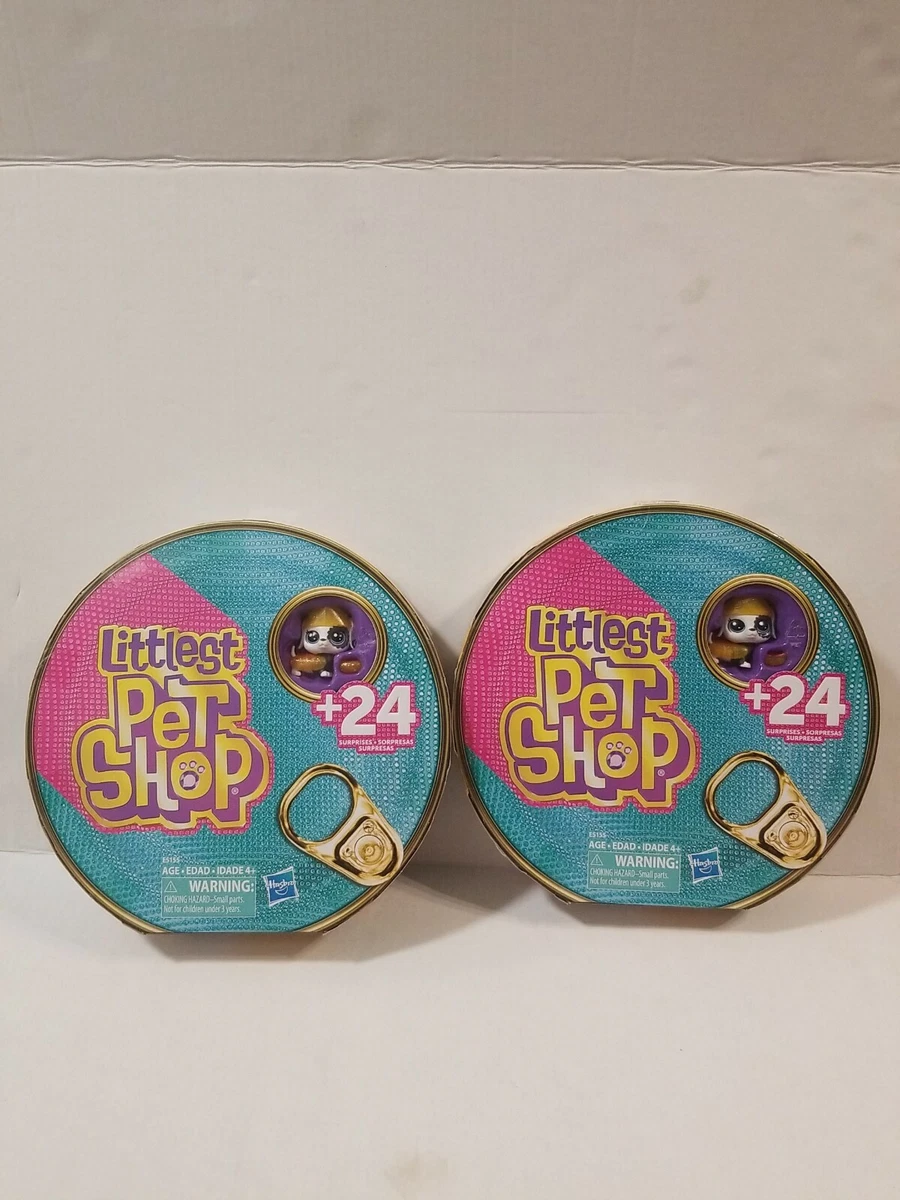 Littlest
PeT
SHOP®
+24
SURPRISES • SORPRESAS
SURPRESAS
E5155
AGE • EDAD • IDADE 4+
⚠ WARNING:
CHOKING HAZARD–Small parts.
Not for children under 3 years.
Hasbro
Littlest
PeT
SHOP®
+24
SURPRISES • SORPRESAS
SURPRESAS
E5155
AGE • EDAD • IDADE 4+
⚠ WARNING:
CHOKING HAZARD–Small parts.
Not for children under 3 years.
Hasbro